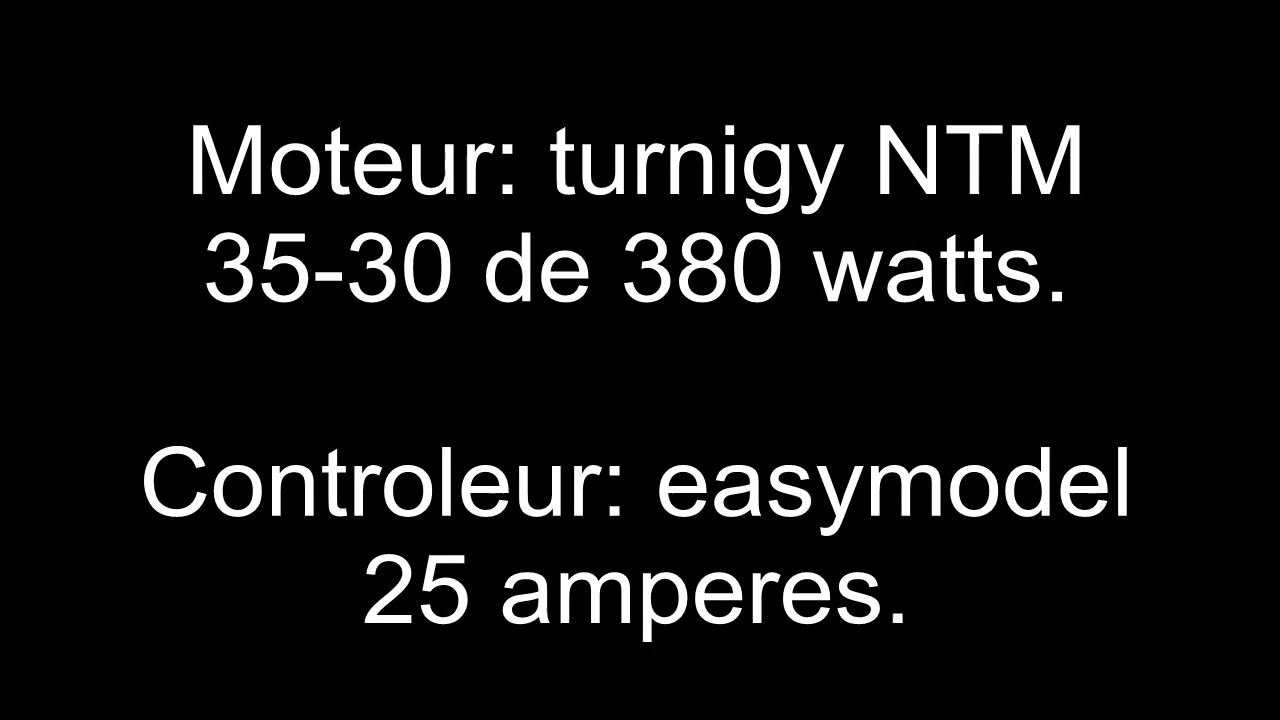 Moteur: turnigy NTM
35-30 de 380 watts.
Controleur: easymodel
25 amperes.